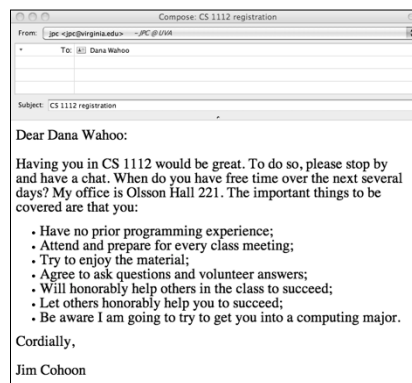 Compose: CS 1112 registration
From: jpc <jpc@virginia.edu> ~JPC@UVA
To: Dana Wahoo
Subject: CS 1112 registration
Dear Dana Wahoo:
Having you in CS 1112 would be great. To do so, please stop by
and have a chat. When do you have free time over the next several
days? My office is Olsson Hall 221. The important things to be
covered are that you:
• Have no prior programming experience;
• Attend and prepare for every class meeting;
• Try to enjoy the material;
• Agree to ask questions and volunteer answers;
• Will honorably help others in the class to succeed;
• Let others honorably help you to succeed;
• Be aware I am going to try to get you into a computing major.
Cordially,
Jim Cohoon